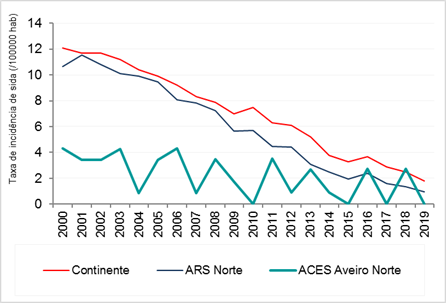 Taxa de incidência de sida (/100000 hab)
14
12
10
8
6
4
2
0
2000 2001 2002 2003 2004 2005 2006 2007 2008 2009 2010 2011 2012 2013 2014 2015 2016 2017 2018 2019
Continente ARS Norte ACES Aveiro Norte